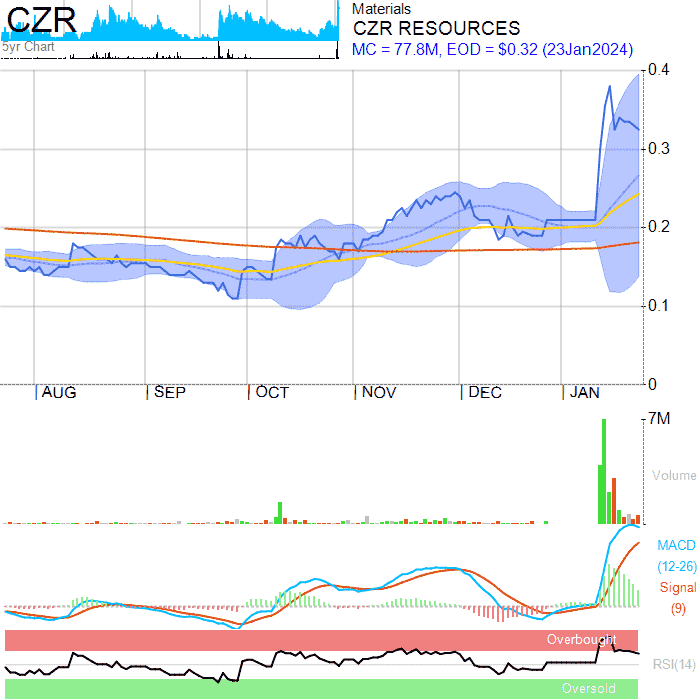 CZR
5yr Chart
Materials
CZR RESOURCES
MC = 77.8M, EOD = $0.32 (23Jan2024)
0.4
0.3
0.2
0.1
0
AUG
SEP
OCT
NOV
DEC
JAN
7M
Volume
MACD
(12-26)
Signal
(9)
Overbought
RSI(14)
Oversold